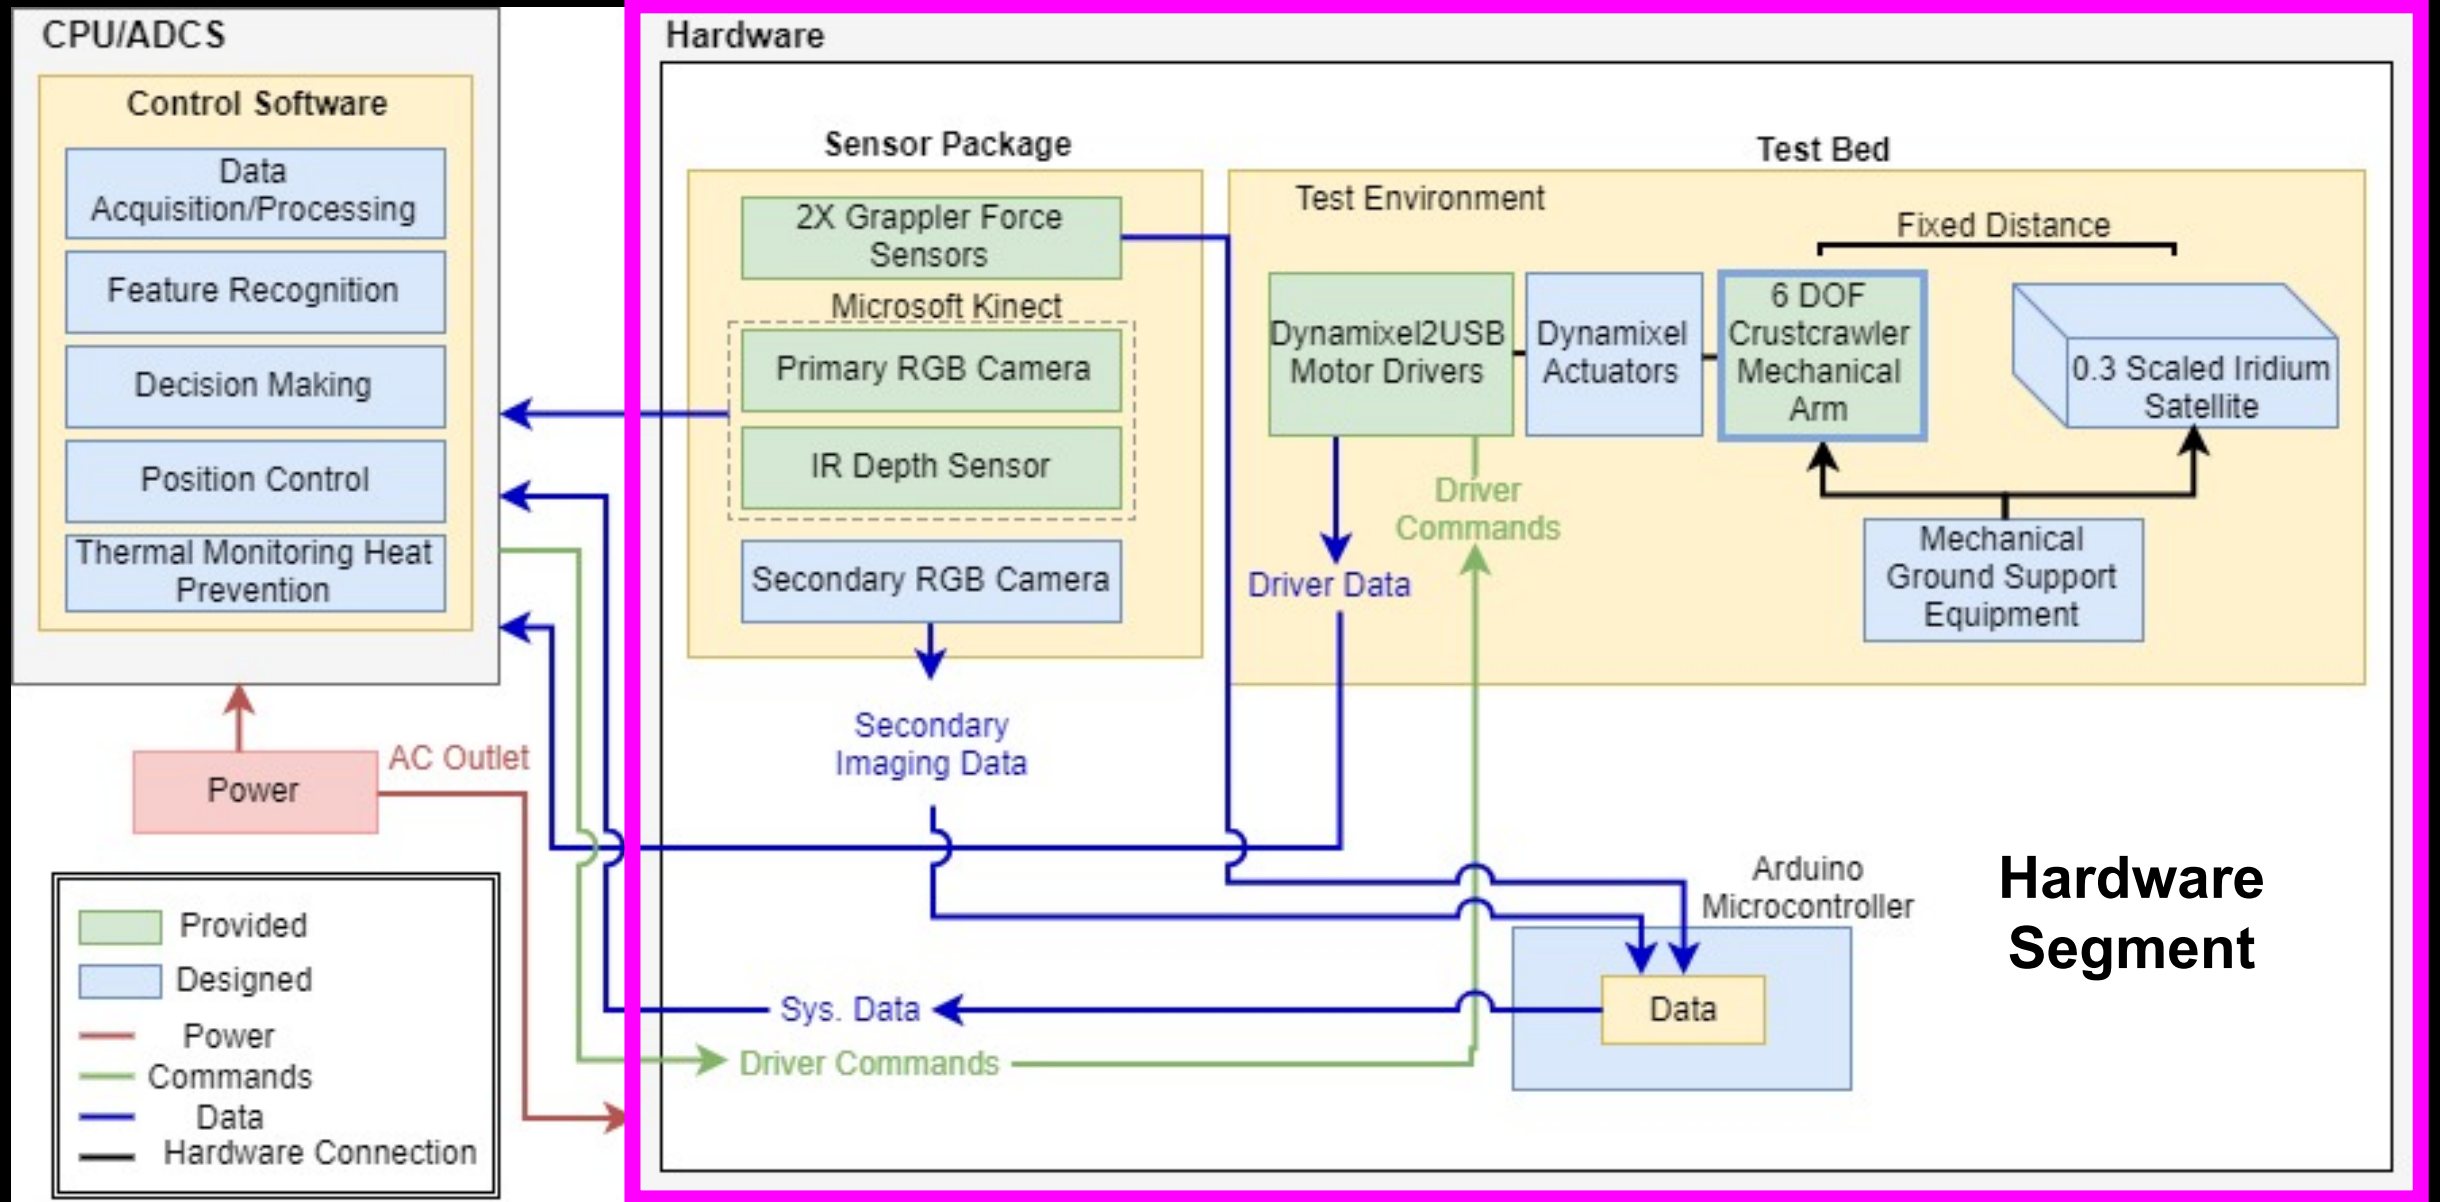 CPU/ADCS
Control Software
Data
Acquisition/Processing
Feature Recognition
Decision Making
Position Control
Thermal Monitoring Heat
Prevention
AC Outlet
Power
Provided
Designed
Power
Commands
Data
Hardware Connection
Hardware
Sensor Package
2X Grappler Force
Sensors
Microsoft Kinect
Primary RGB Camera
IR Depth Sensor
Secondary RGB Camera
Secondary
Imaging Data
Test Bed
Test Environment
Fixed Distance
Dynamixel2USB
Motor Drivers
Dynamixel
Actuators
6 DOF
Crustcrawler
Mechanical
Arm
0.3 Scaled Iridium
Satellite
Driver
Commands
Driver Data
Mechanical
Ground Support
Equipment
Arduino
Microcontroller
Data
Sys. Data
Driver Commands
Hardware
Segment